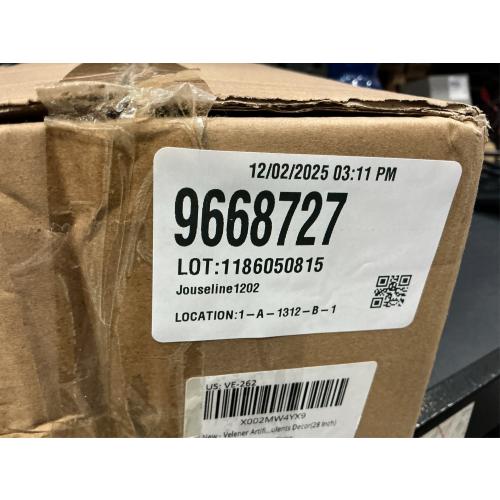 12/02/2025 03:11 PM
9668727
LOT:1186050815
Jouseline1202
LOCATION:1-A-1312-B-1
US: VE-262
X002MW4YX9
New - Velener Artifi...ulents Decor(28 Inch)